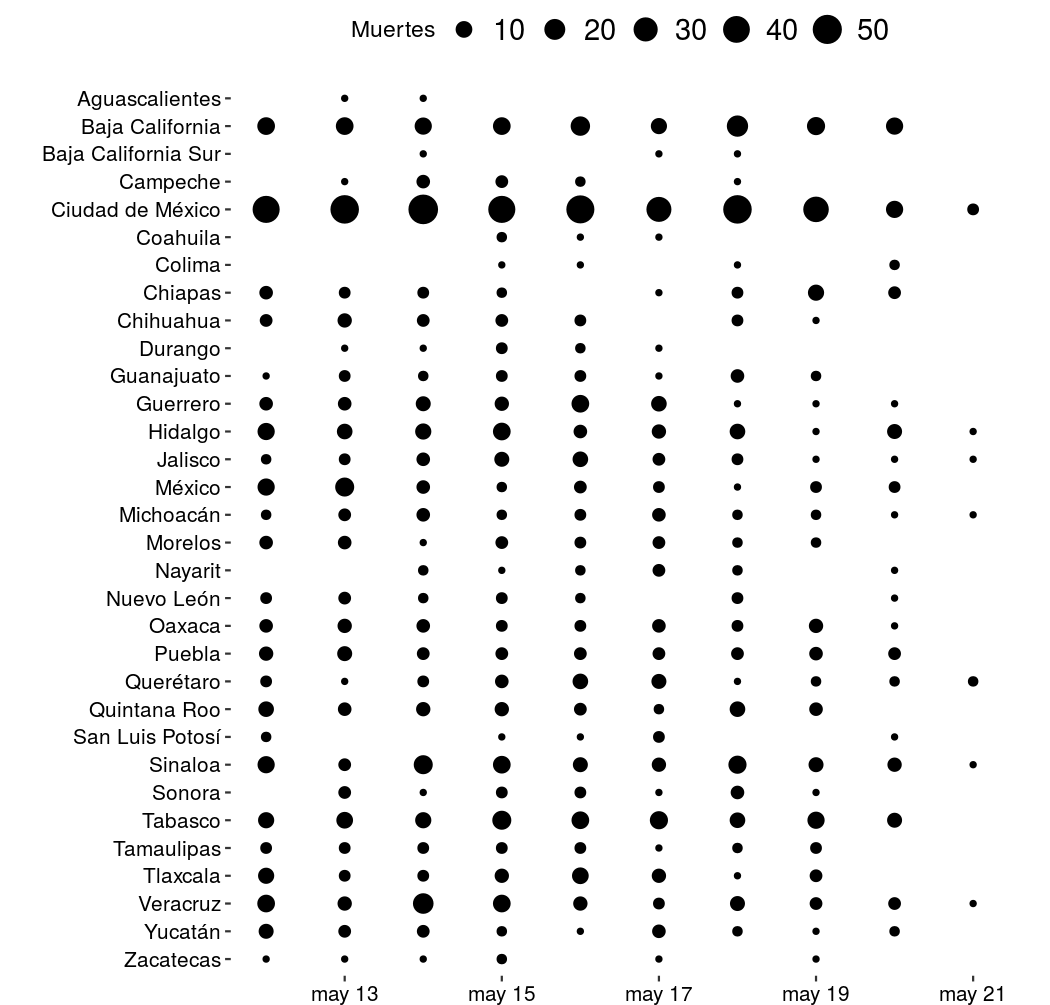 Muertes 10 20 30 40 50
Aguascalientes
Baja California
Baja California Sur
Campeche
Ciudad de México
Coahuila
Colima
Chiapas
Chihuahua
Durango
Guanajuato
Guerrero
Hidalgo
Jalisco
México
Michoacán
Morelos
Nayarit
Nuevo León
Oaxaca
Puebla
Querétaro
Quintana Roo
San Luis Potosí
Sinaloa
Sonora
Tabasco
Tamaulipas
Tlaxcala
Veracruz
Yucatán
Zacatecas
may 13 may 15 may 17 may 19 may 21